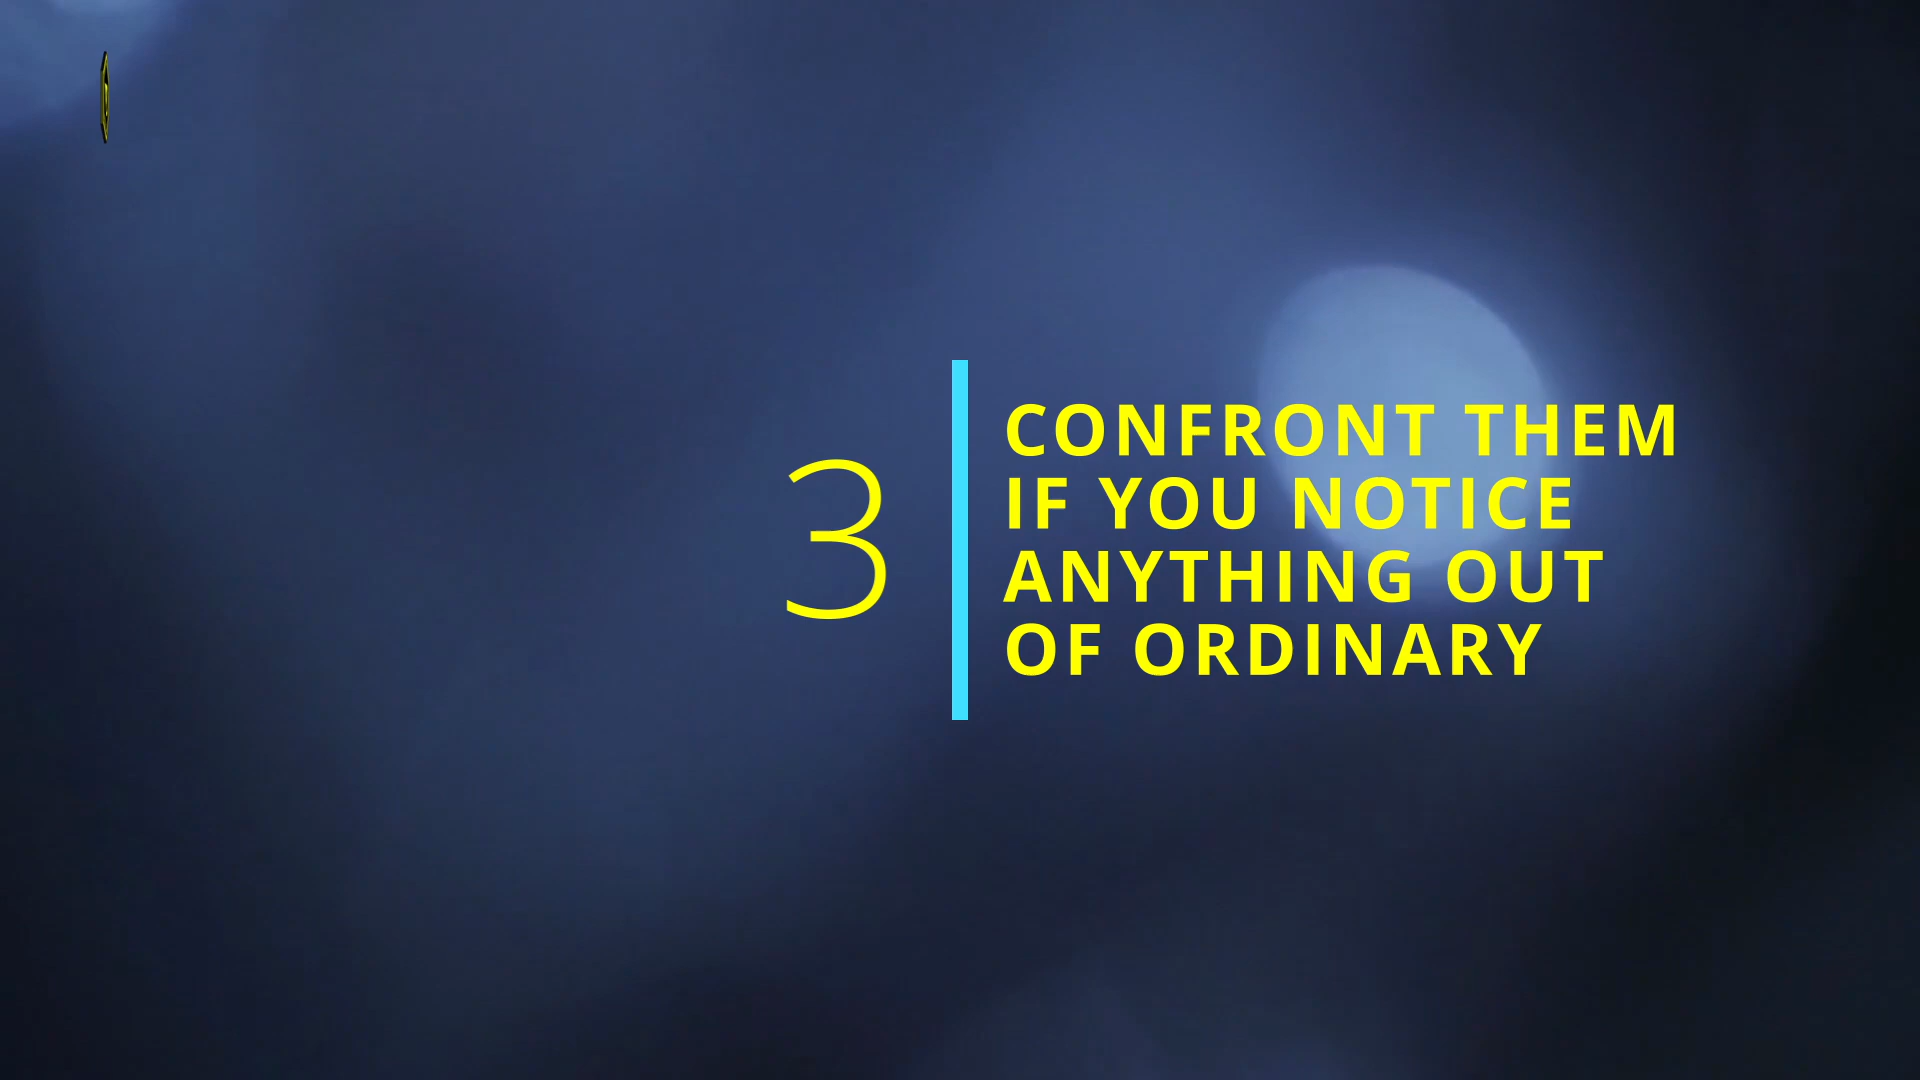 3
CONFRONT THEM
IF YOU NOTICE
ANYTHING OUT
OF ORDINARY